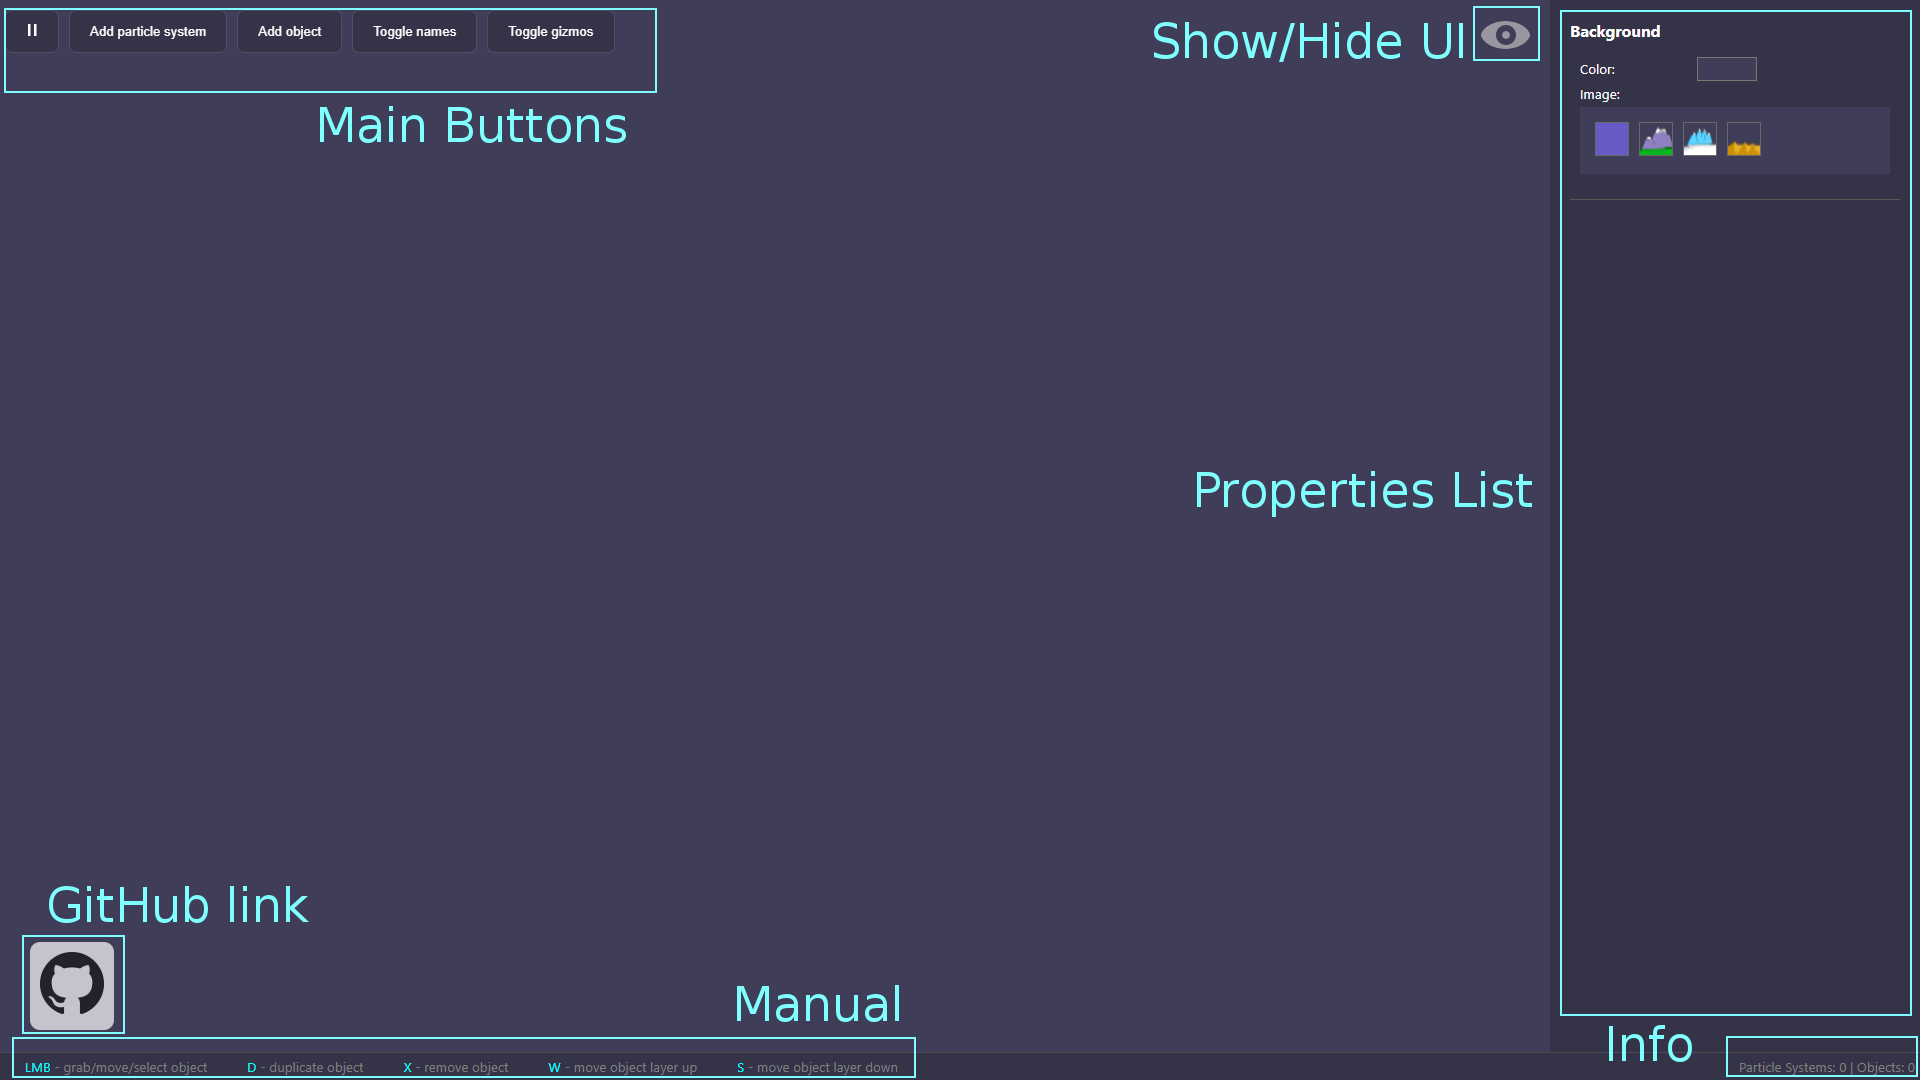 Add particle system
Add object
Toggle names
Toggle gizmos
Main Buttons
Show/Hide UI
Background
Color:
Image:
Properties List
GitHub link
Manual
LMB - grab/move/select object
D - duplicate object
X - remove object
W - move object layer up
S - move object layer down
Info
Particle Systems: 0 | Objects: 0